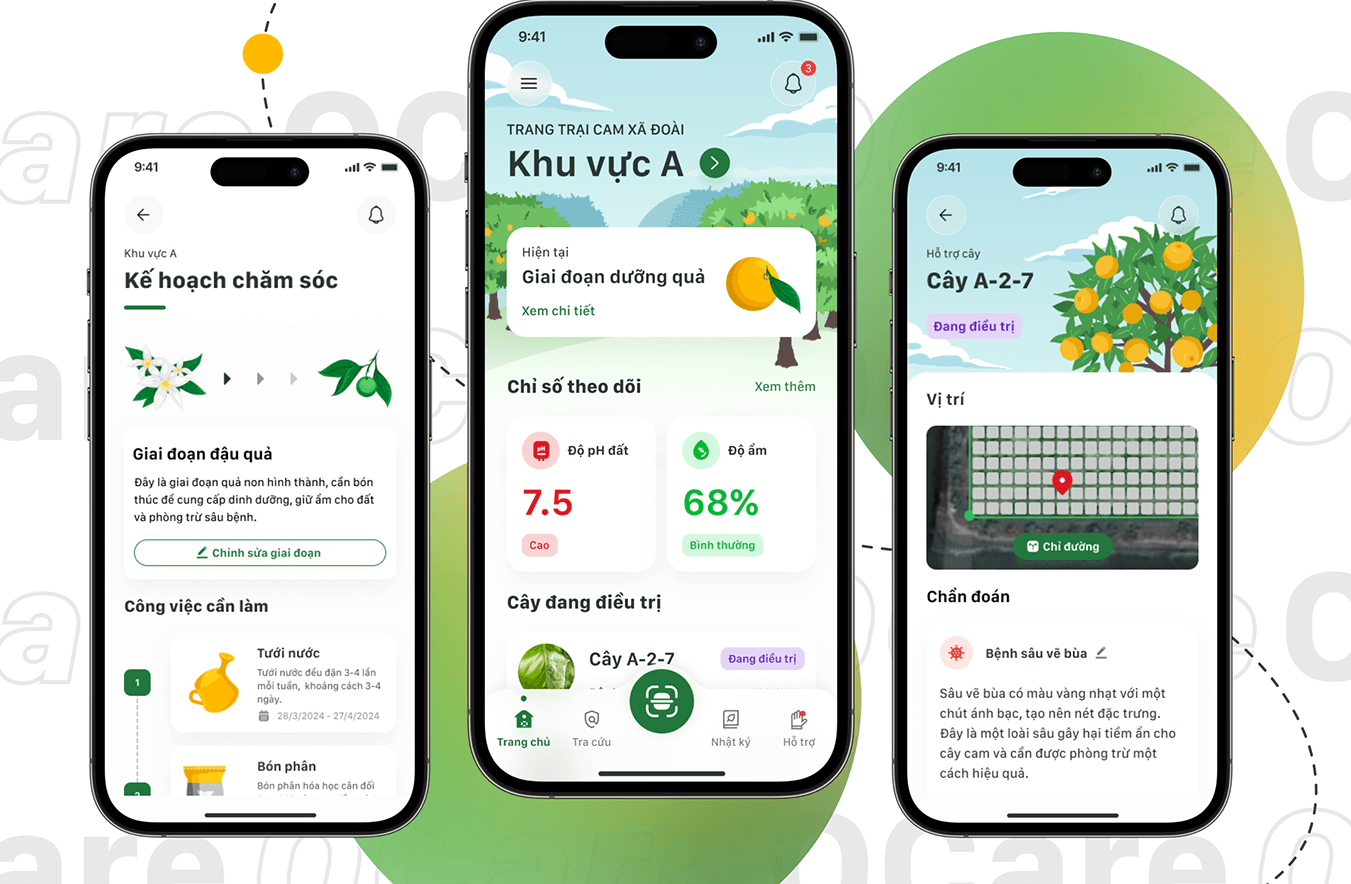 9:41
Khu vực A
Kế hoạch chăm sóc
Giai đoạn đậu quả
Đây là giai đoạn quả non hình thành, cần bón
thúc để cung cấp dinh dưỡng, giữ ẩm cho đất
và phòng trừ sâu bệnh.
Chỉnh sửa giai đoạn
Công việc cần làm
1
Tưới nước
Tưới nước đều đặn 3-4 lần
mỗi tuần, khoảng cách 3-4
ngày.
28/3/2024 - 27/4/2024
2
Bón phân
Bón phân hóa học cân đối
9:41
3
TRANG TRẠI CAM XÃ ĐOÀI
Khu vực A
Hiện tại
Giai đoạn dưỡng quả
Xem chi tiết
Chỉ số theo dõi
Xem thêm
pH
Độ pH đất
7.5
Cao
%
Độ ẩm
68%
Bình thường
Cây đang điều trị
Cây A-2-7
Đang điều trị
Trang chủ
Tra cứu
Nhật ký
Hỗ trợ
9:41
Hỗ trợ cây
Cây A-2-7
Đang điều trị
Vị trí
Chỉ đường
Chẩn đoán
Bệnh sâu vẽ bùa
Sâu vẽ bùa có màu vàng nhạt với một
chút ánh bạc, tạo nên nét đặc trưng.
Đây là một loài sâu gây hại tiềm ẩn cho
cây cam và cần được phòng trừ một
cách hiệu quả.
OCare